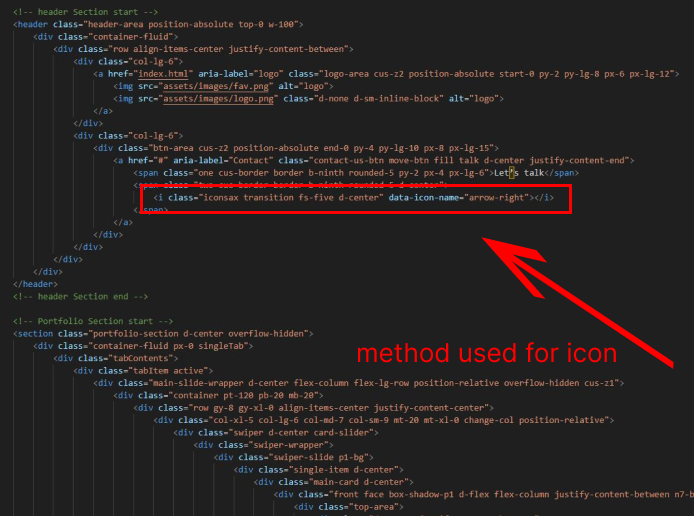 <!-- header Section start -->
<header class="header-area position-absolute top-0 w-100">
<div class="container-fluid">
<div class="row align-items-center justify-content-between">
<div class="col-lg-6">
<a href="index.html" aria-label="logo" class="logo-area cus-z2 position-absolute start-0 py-2 py-lg-8 px-6 px-lg-12">
<img src="assets/images/fav.png" alt="logo">
<img src="assets/images/logo.png" class="d-none d-sm-inline-block" alt="logo">
</a>
</div>
<div class="col-lg-6">
<div class="btn-area cus-z2 position-absolute end-0 py-4 py-lg-10 px-8 px-lg-15">
<a href="#" aria-label="Contact" class="contact-us-btn move-btn fill talk d-center justify-content-end">
<span class="one cus-border border b-ninth rounded-5 py-2 px-4 px-lg-6">Let's talk</span>
<span class="two cus-border border b-ninth rounded-5 d-center">
<i class="iconsax transition fs-five d-center" data-icon-name="arrow-right"></i>
</span>
</a>
</div>
</div>
</div>
</div>
</header>
<!-- header Section end -->
<!-- Portfolio Section start -->
<section class="portfolio-section d-center overflow-hidden">
<div class="container-fluid px-0 singleTab">
<div class="tabContents">
<div class="tabItem active">
<div class="main-slide-wrapper d-center flex-column flex-lg-row position-relative overflow-hidden cus-z1">
<div class="container pt-120 pb-20 mb-20">
<div class="row gy-8 gy-xl-0 align-items-center justify-content-center">
<div class="col-xl-5 col-lg-6 col-md-7 col-sm-9 mt-20 mt-xl-0 change-col position-relative">
<div class="swiper d-center card-slider">
<div class="swiper-wrapper">
<div class="swiper-slide p1-bg">
<div class="single-item d-center">
<div class="main-card d-center">
<div class="front face box-shadow-p1 d-flex flex-column justify-content-between n7-b
<div class="top-area">
method used for icon